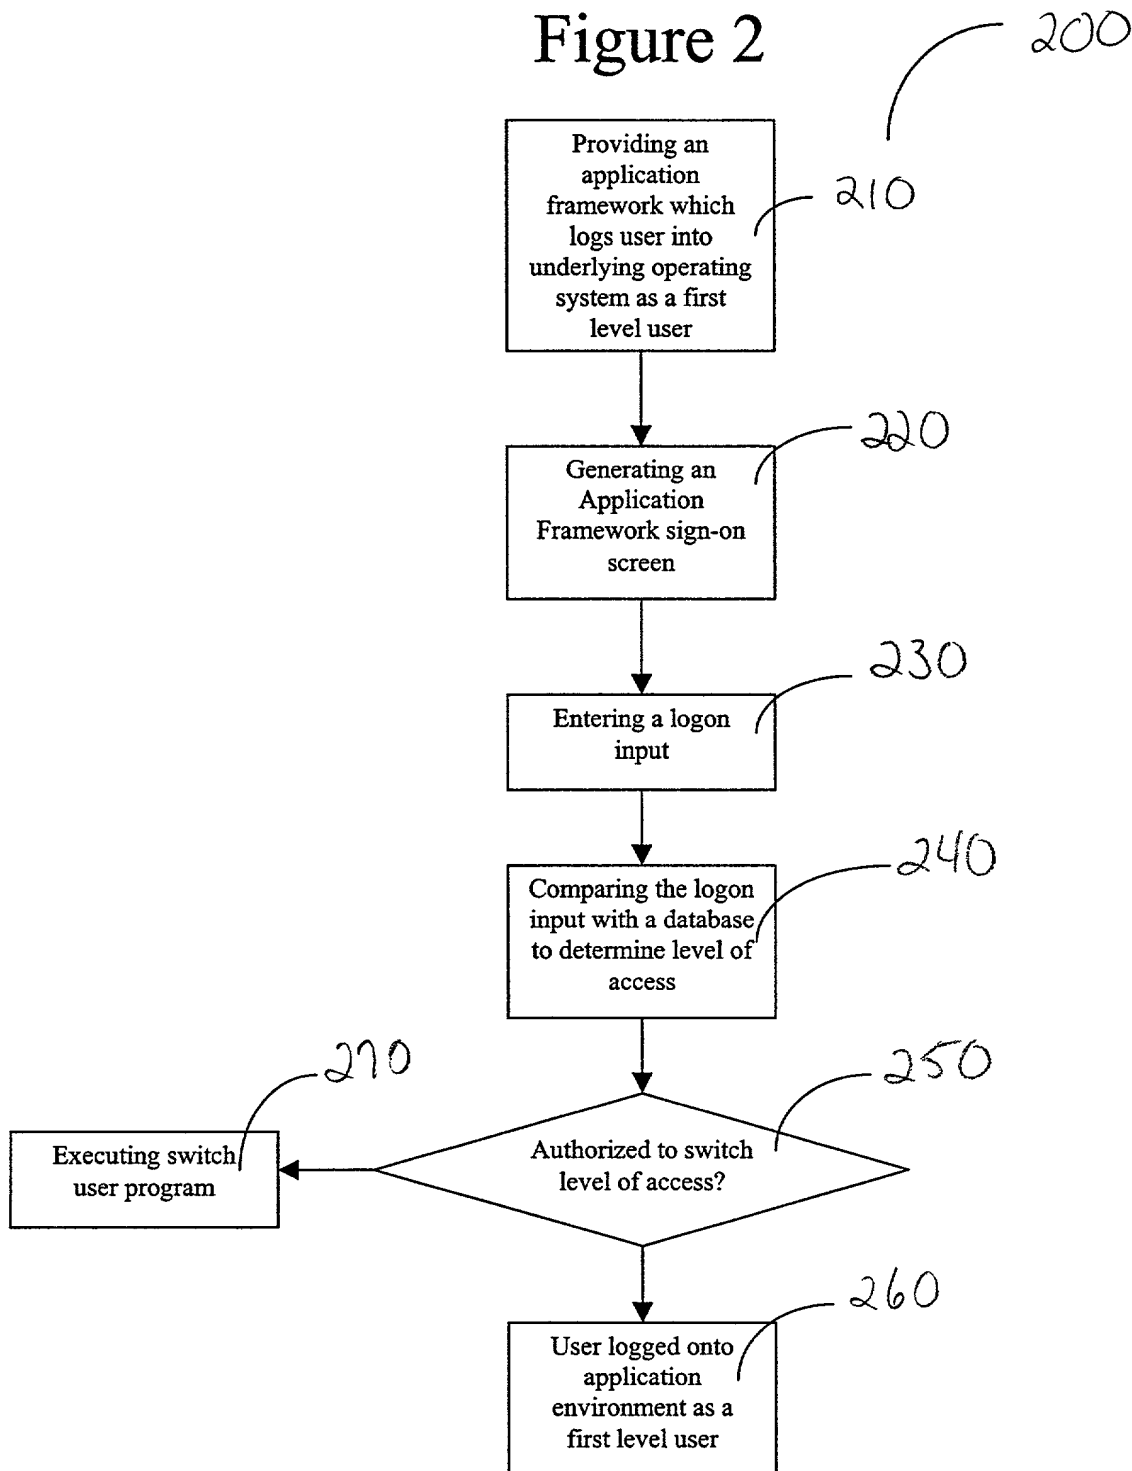 Figure 2
200
Providing an
application
framework which
logs user into
underlying operating
system as a first
level user
210
220
Generating an
Application
Framework sign-on
screen
230
Entering a logon
input
240
Comparing the logon
input with a database
to determine level of
access
270
250
Executing switch
user program
Authorized to switch
level of access?
260
User logged onto
application
environment as a
first level user